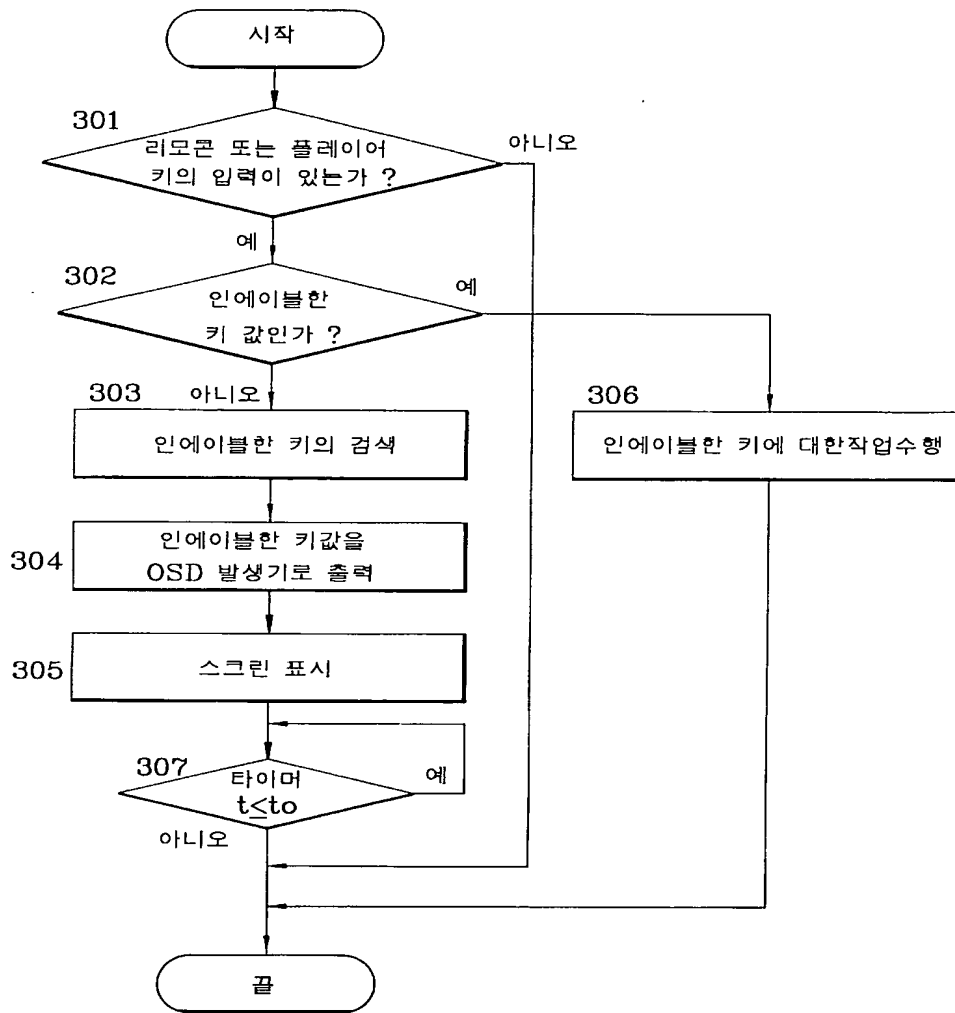 시작
301
리모콘 또는 플레이어
키의 입력이 있는가 ?
아니오
예
302
인에이블한
키 값인가 ?
예
303
아니오
인에이블한 키의 검색
306
인에이블한 키에 대한작업수행
304
인에이블한 키값을
OSD 발생기로 출력
305
스크린 표시
307
타이머
t≤to
예
아니오
끝